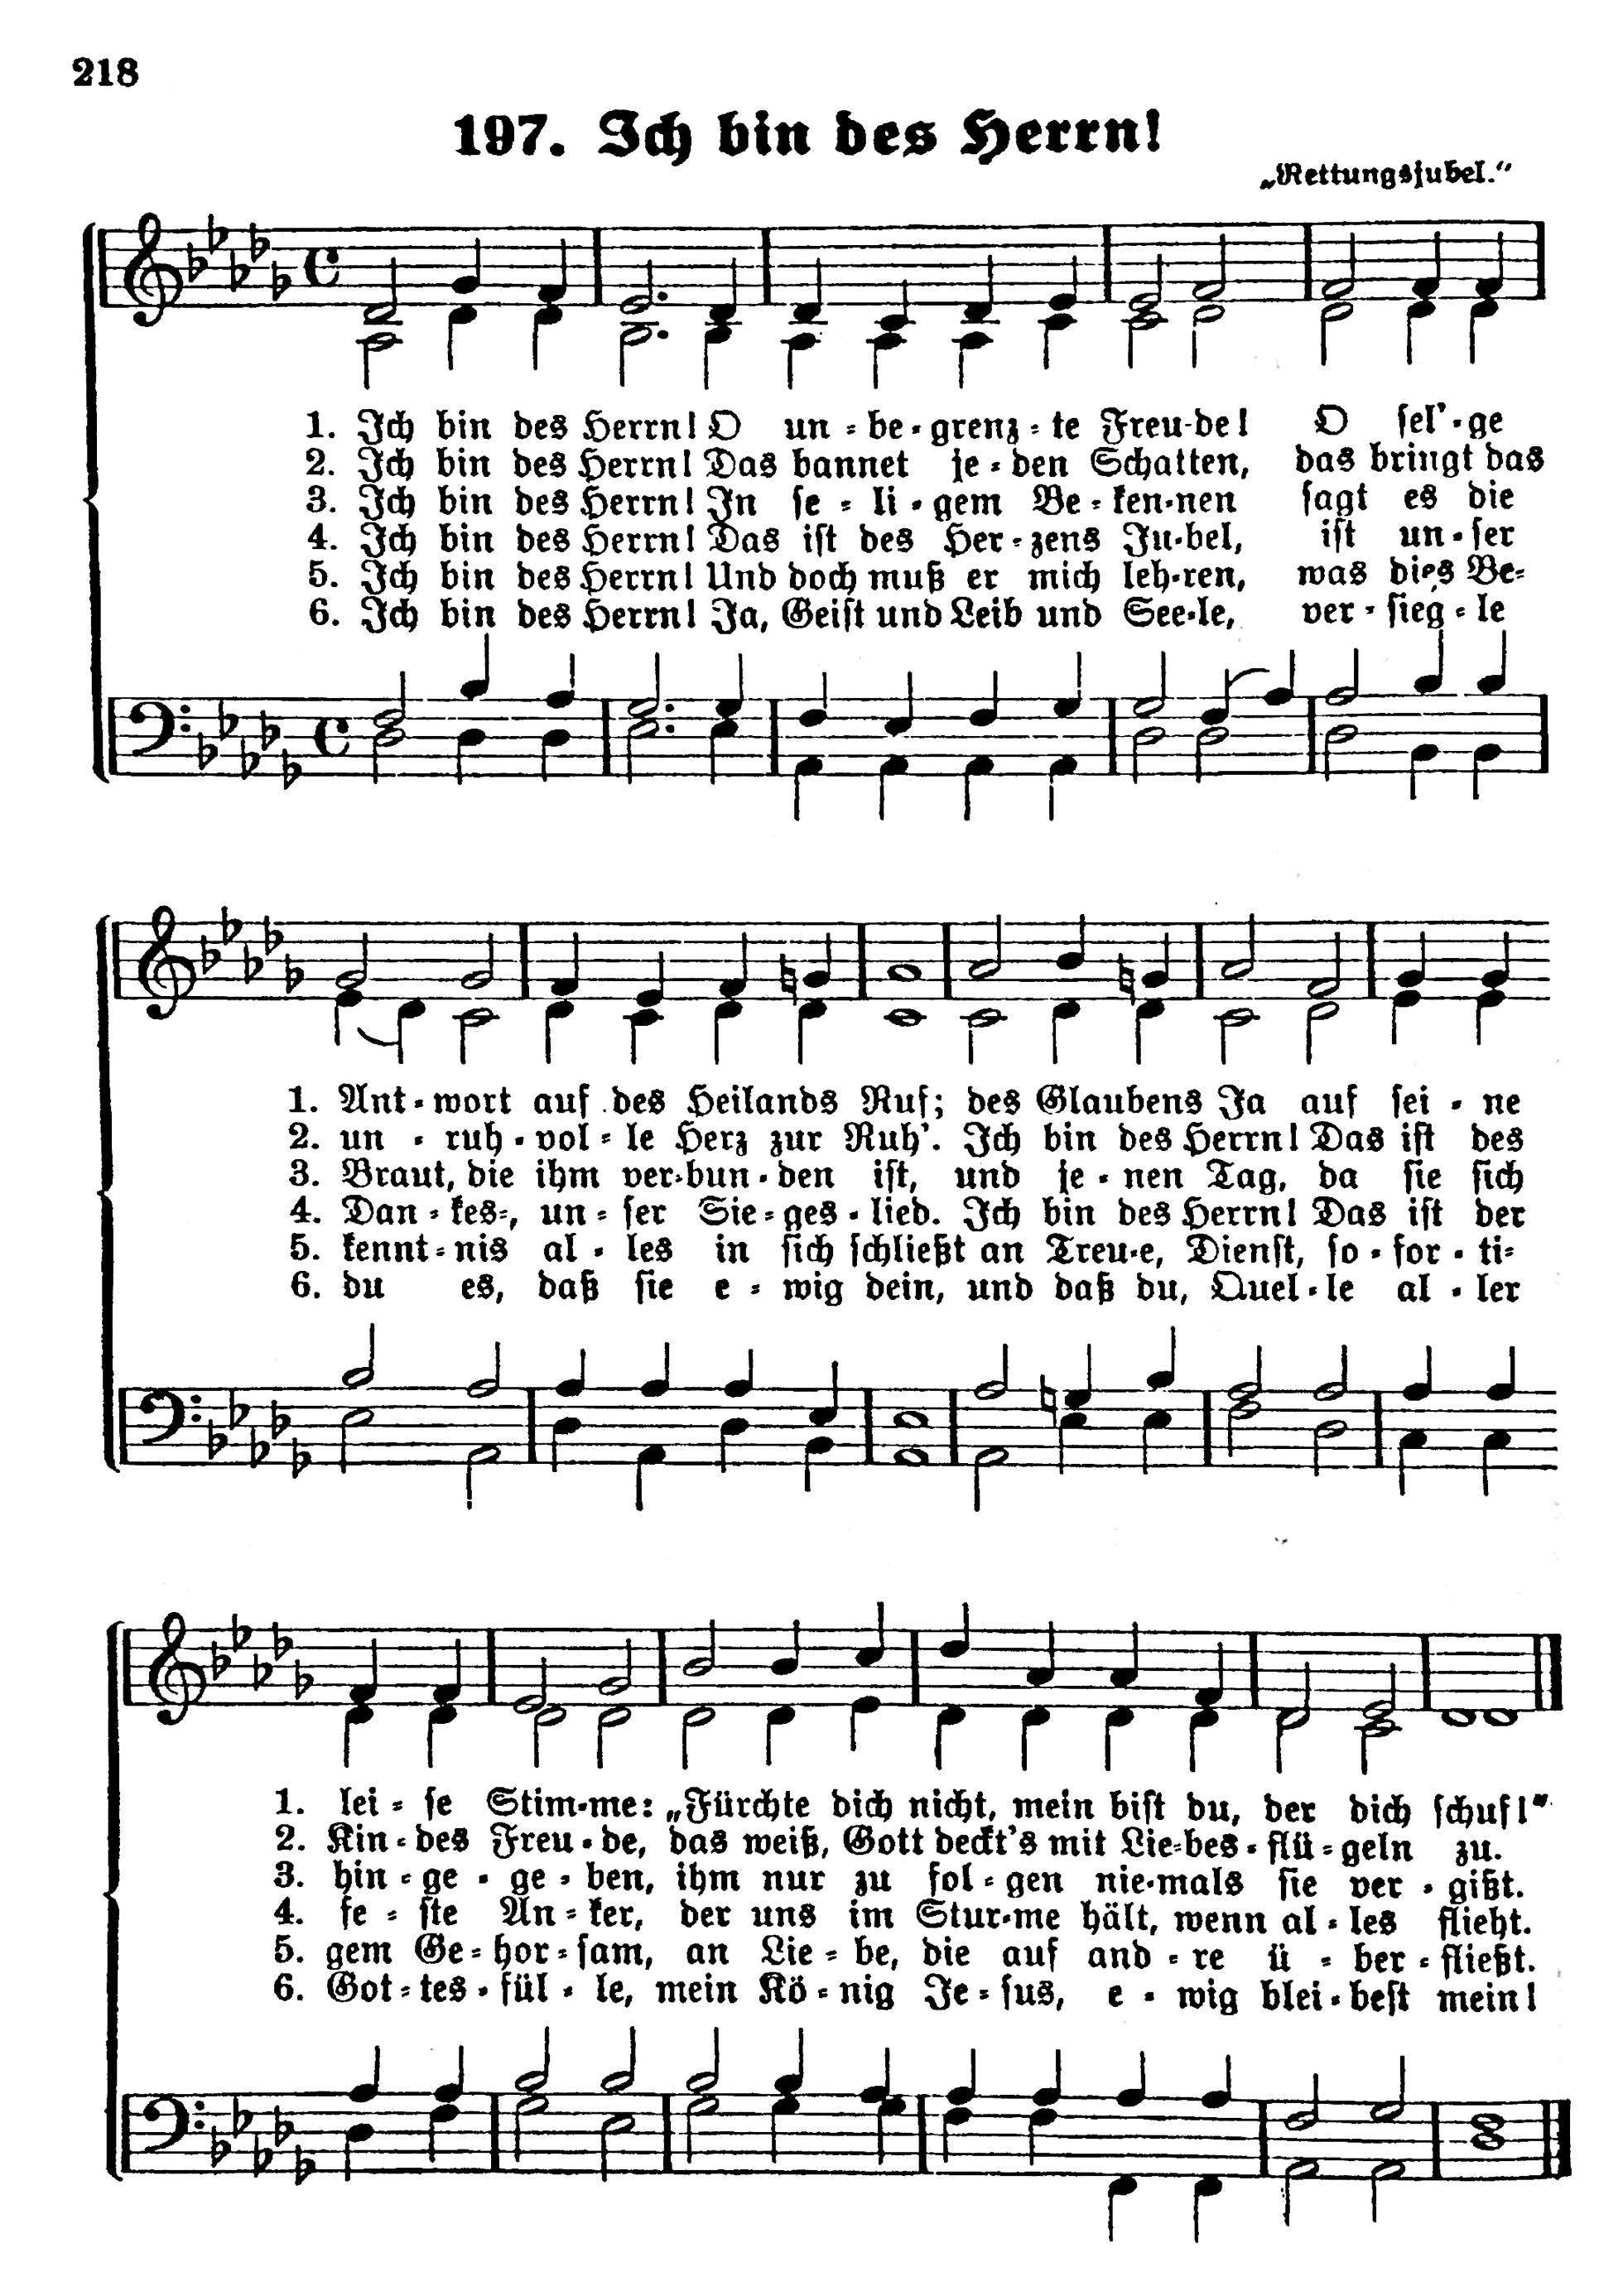 218
197. Ich bin des Herrn!
„Rettungsjubel.“
1. Ich bin des Herrn! O un-be-grenz-te Freu-de! O sel'-ge
2. Ich bin des Herrn! Das bannet je-den Schatten, das bringt das
3. Ich bin des Herrn! In se-li-gem Be-ken-nen sagt es die
4. Ich bin des Herrn! Das ist des Her-zens Ju-bel, ist un-ser
5. Ich bin des Herrn! Und doch muß er mich leh-ren, was dies Be-
6. Ich bin des Herrn! Ja, Geist und Leib und See-le, ver-sieg-le
1. Ant-wort auf des Heilands Ruf; des Glaubens Ja auf sei-ne
2. un-ruh-vol-le Herz zur Ruh'. Ich bin des Herrn! Das ist des
3. Braut, die ihm ver-bun-den ist, und je-nen Tag, da sie sich
4. Dan-kes-, un-ser Sie-ges-lied. Ich bin des Herrn! Das ist der
5. kennt-nis al-les in sich schließt an Treu-e, Dienst, so-for-ti-
6. du es, daß sie e-wig dein, und daß du, Quel-le al-ler
1. lei-se Stim-me: „Fürchte dich nicht, mein bist du, der dich schuf!“
2. Kin-des Freu-de, das weiß, Gott deckt's mit Lie-bes-flü-geln zu.
3. hin-ge-ge-ben, ihm nur zu fol-gen nie-mals sie ver-gißt.
4. fe-ste An-ker, der uns im Stur-me hält, wenn al-les flieht.
5. gem Ge-hor-sam, an Lie-be, die auf and-re ü-ber-fließt.
6. Got-tes-fül-le, mein Kö-nig Je-sus, e-wig blei-best mein!